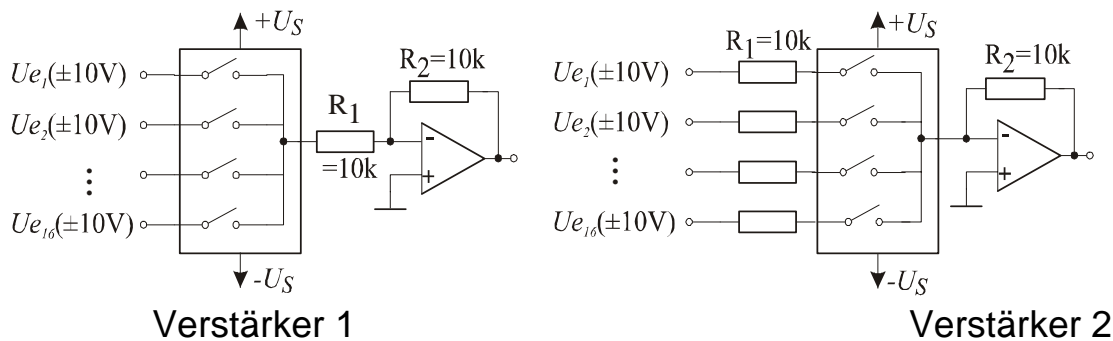 +U_S
Ue_1(±10V)
Ue_2(±10V)
⋮
Ue_16(±10V)
R_1
=10k
R_2=10k
-
+
-U_S
Verstärker 1
+U_S
R_1=10k
Ue_1(±10V)
Ue_2(±10V)
⋮
Ue_16(±10V)
R_2=10k
-
+
-U_S
Verstärker 2